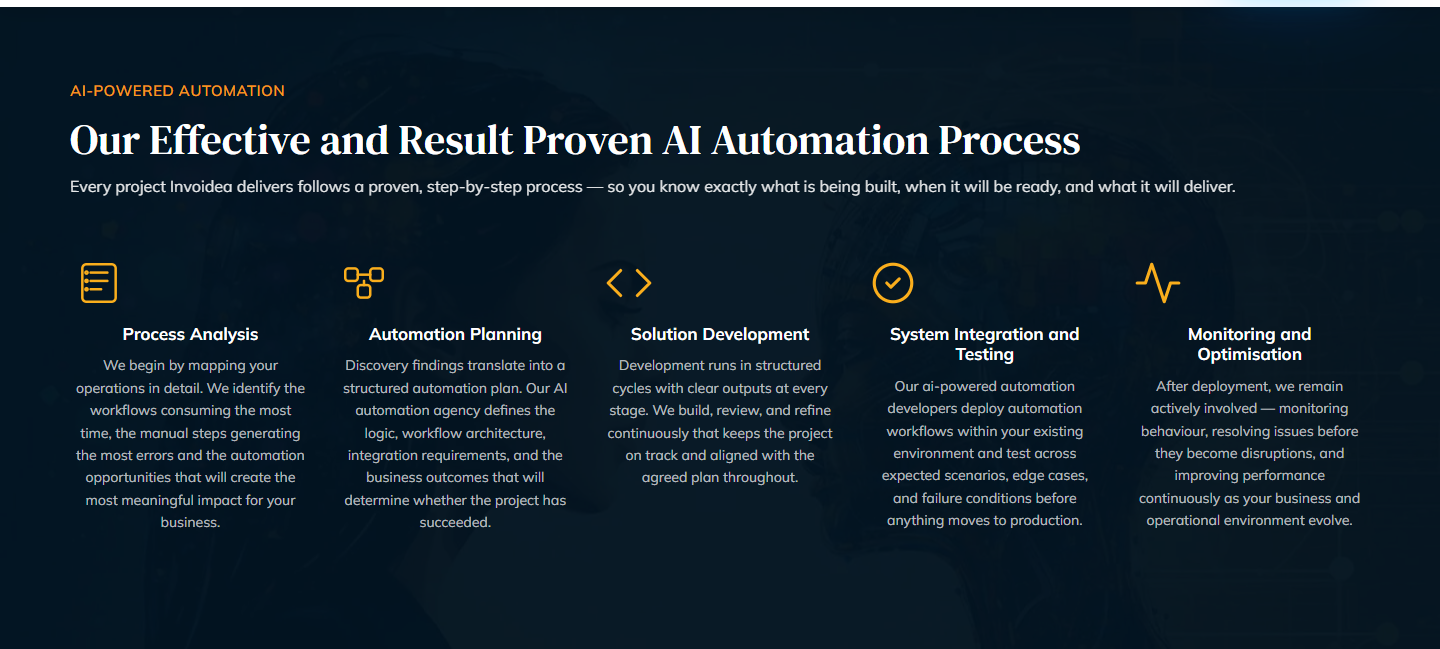 AI-POWERED AUTOMATION
Our Effective and Result Proven AI Automation Process
Every project Invoidea delivers follows a proven, step-by-step process — so you know exactly what is being built, when it will be ready, and what it will deliver.
Process Analysis
We begin by mapping your
operations in detail. We identify the
workflows consuming the most
time, the manual steps generating
the most errors and the automation
opportunities that will create the
most meaningful impact for your
business.
Automation Planning
Discovery findings translate into a
structured automation plan. Our AI
automation agency defines the
logic, workflow architecture,
integration requirements, and the
business outcomes that will
determine whether the project has
succeeded.
Solution Development
Development runs in structured
cycles with clear outputs at every
stage. We build, review, and refine
continuously that keeps the project
on track and aligned with the
agreed plan throughout.
System Integration and
Testing
Our ai-powered automation
developers deploy automation
workflows within your existing
environment and test across
expected scenarios, edge cases,
and failure conditions before
anything moves to production.
Monitoring and
Optimisation
After deployment, we remain
actively involved — monitoring
behaviour, resolving issues before
they become disruptions, and
improving performance
continuously as your business and
operational environment evolve.